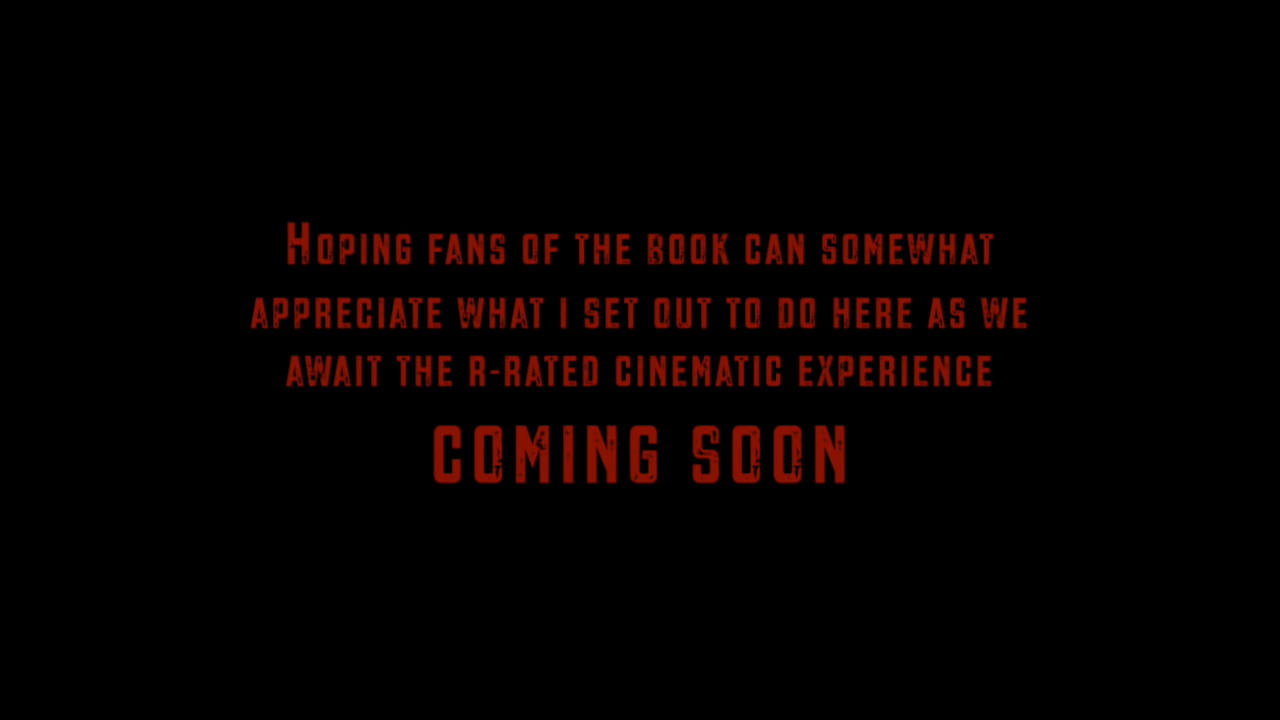 Hoping fans of the book can somewhat
appreciate what I set out to do here as we
await the R-rated cinematic experience
COMING SOON